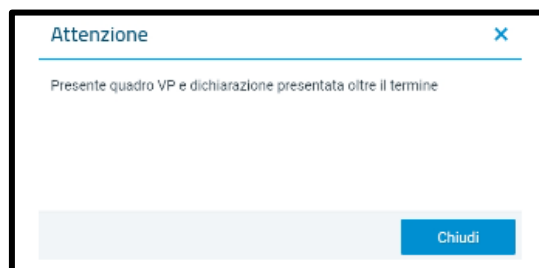 Attenzione
Presente quadro VP e dichiarazione presentata oltre il termine
Chiudi